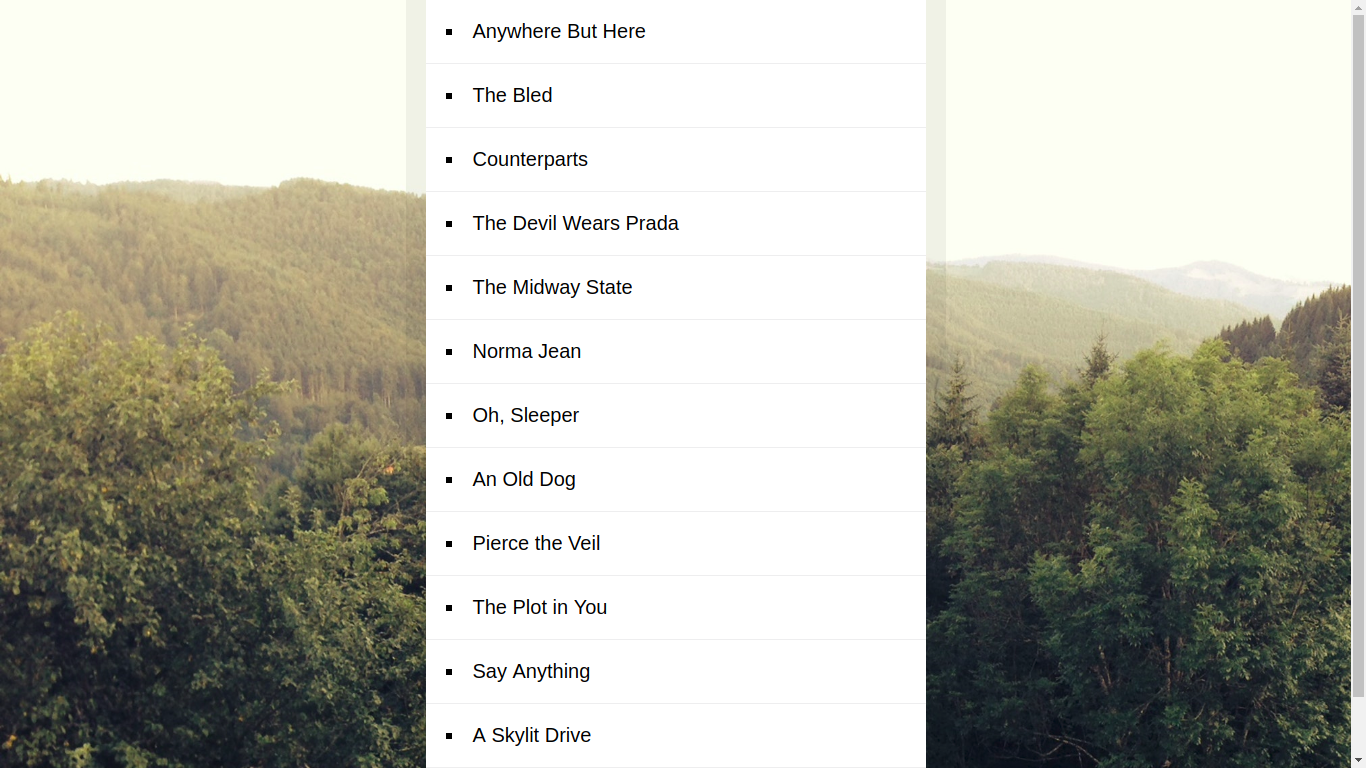 Anywhere But Here
The Bled
Counterparts
The Devil Wears Prada
The Midway State
Norma Jean
Oh, Sleeper
An Old Dog
Pierce the Veil
The Plot in You
Say Anything
A Skylit Drive